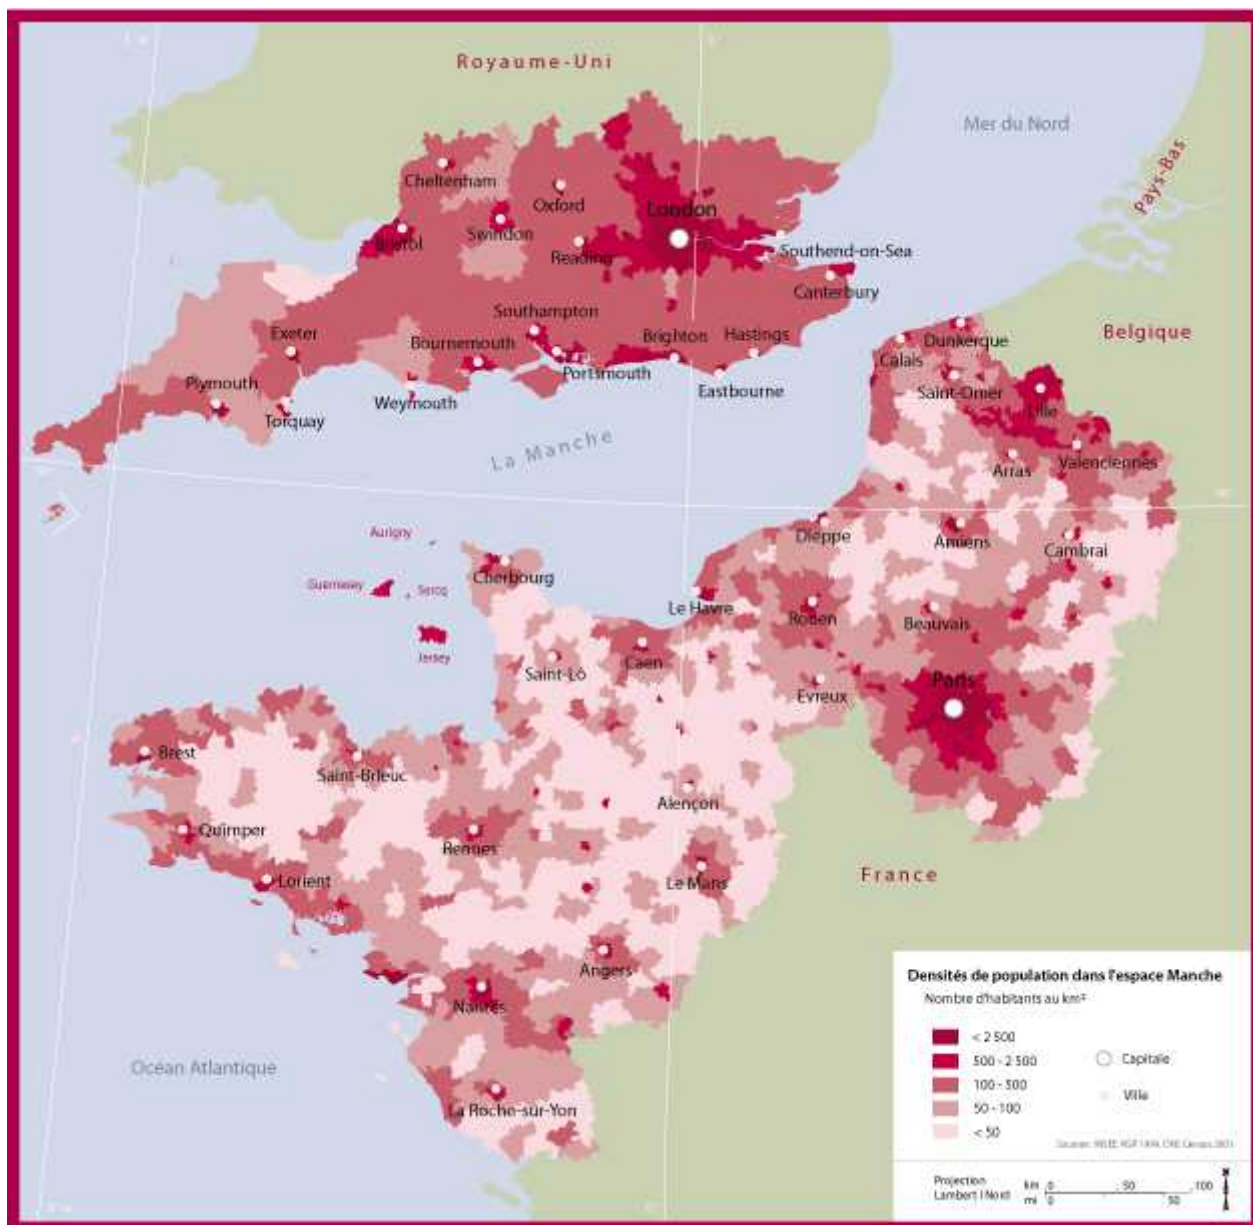 Royaume-Uni
Mer du Nord
Pays-Bas
Cheltenham
Oxford
London
Bristol
Swindon
Reading
Southend-on-Sea
Canterbury
Southampton
Exeter
Bournemouth
Brighton
Hastings
Belgique
Dunkerque
Calais
Plymouth
Portsmouth
Eastbourne
Saint-Omer
Lille
Torquay
Weymouth
La Manche
Arras
Valenciennes
Aurigny
Dieppe
Amiens
Cambrai
Guernesey
Sercq
Cherbourg
Le Havre
Rouen
Beauvais
Jersey
Saint-Lô
Caen
Evreux
Paris
Brest
Saint-Brieuc
Alençon
Quimper
Rennes
Lorient
Le Mans
France
Angers
Nantes
Océan Atlantique
La Roche-sur-Yon
Densités de population dans l'espace Manche
Nombre d'habitants au km²
< 2 500
500 - 2 500
100 - 500
50 - 100
< 50
Capitale
Ville
Projection
Lambert I Nord
km 0 50 100
mi 0 50